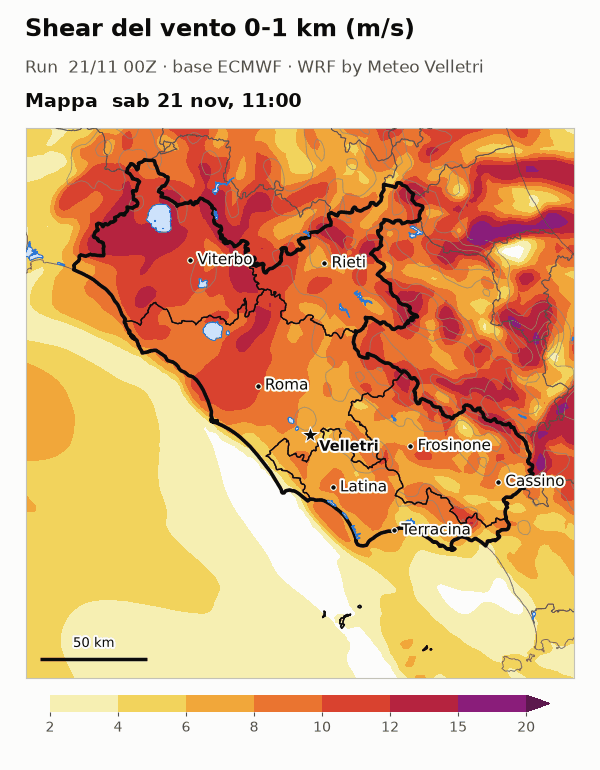 Shear del vento 0-1 km (m/s)
Run  21/11 00Z · base ECMWF · WRF by Meteo Velletri
Mappa  sab 21 nov, 11:00
Viterbo
Rieti
Roma
Velletri
Frosinone
Cassino
Latina
Terracina
50 km
2 4 6 8 10 12 15 20